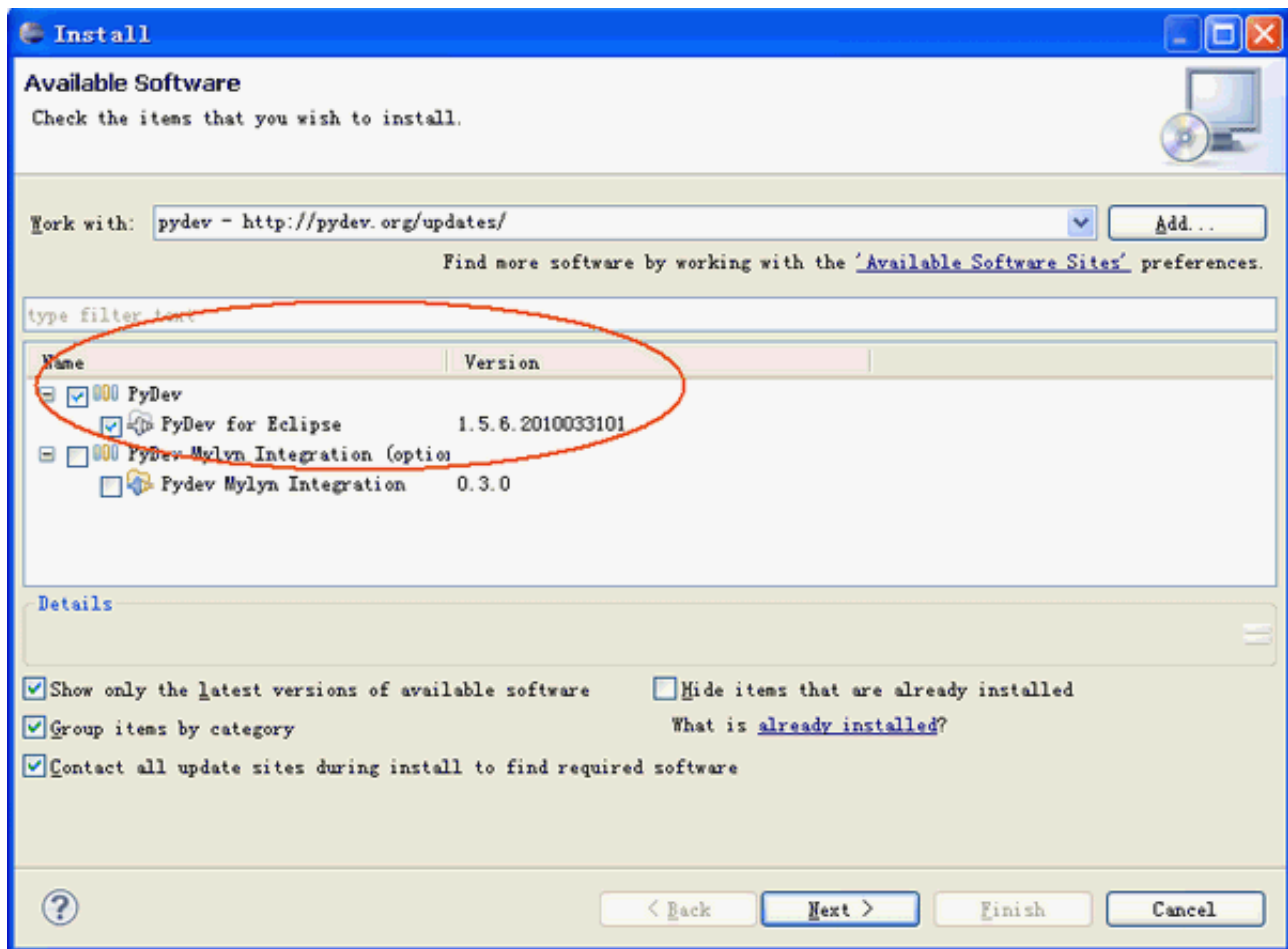 Install
Available Software
Check the items that you wish to install.
Work with: pydev - http://pydev.org/updates/ Add...
Find more software by working with the 'Available Software Sites' preferences.
type filter text
Name Version
PyDev
PyDev for Eclipse 1.5.6.2010033101
PyDev Mylyn Integration (option
Pydev Mylyn Integration 0.3.0
Details
Show only the latest versions of available software Hide items that are already installed
Group items by category What is already installed?
Contact all update sites during install to find required software
? < Back Next > Finish Cancel